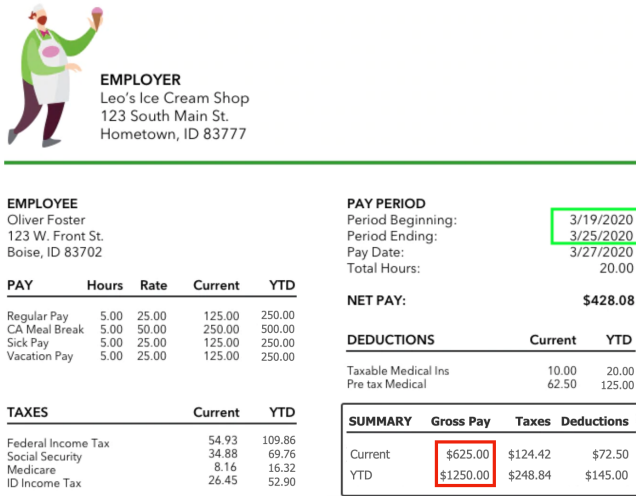 EMPLOYER
Leo's Ice Cream Shop
123 South Main St.
Hometown, ID 83777
EMPLOYEE
Oliver Foster
123 W. Front St.
Boise, ID 83702
PAY Hours Rate Current YTD
Regular Pay 5.00 25.00 125.00 250.00
CA Meal Break 5.00 50.00 250.00 500.00
Sick Pay 5.00 25.00 125.00 250.00
Vacation Pay 5.00 25.00 125.00 250.00
TAXES Current YTD
Federal Income Tax 54.93 109.86
Social Security 34.88 69.76
Medicare 8.16 16.32
ID Income Tax 26.45 52.90
PAY PERIOD
Period Beginning: 3/19/2020
Period Ending: 3/25/2020
Pay Date: 3/27/2020
Total Hours: 20.00
NET PAY: $428.08
DEDUCTIONS Current YTD
Taxable Medical Ins 10.00 20.00
Pre tax Medical 62.50 125.00
SUMMARY Gross Pay Taxes Deductions
Current $625.00 $124.42 $72.50
YTD $1250.00 $248.84 $145.00